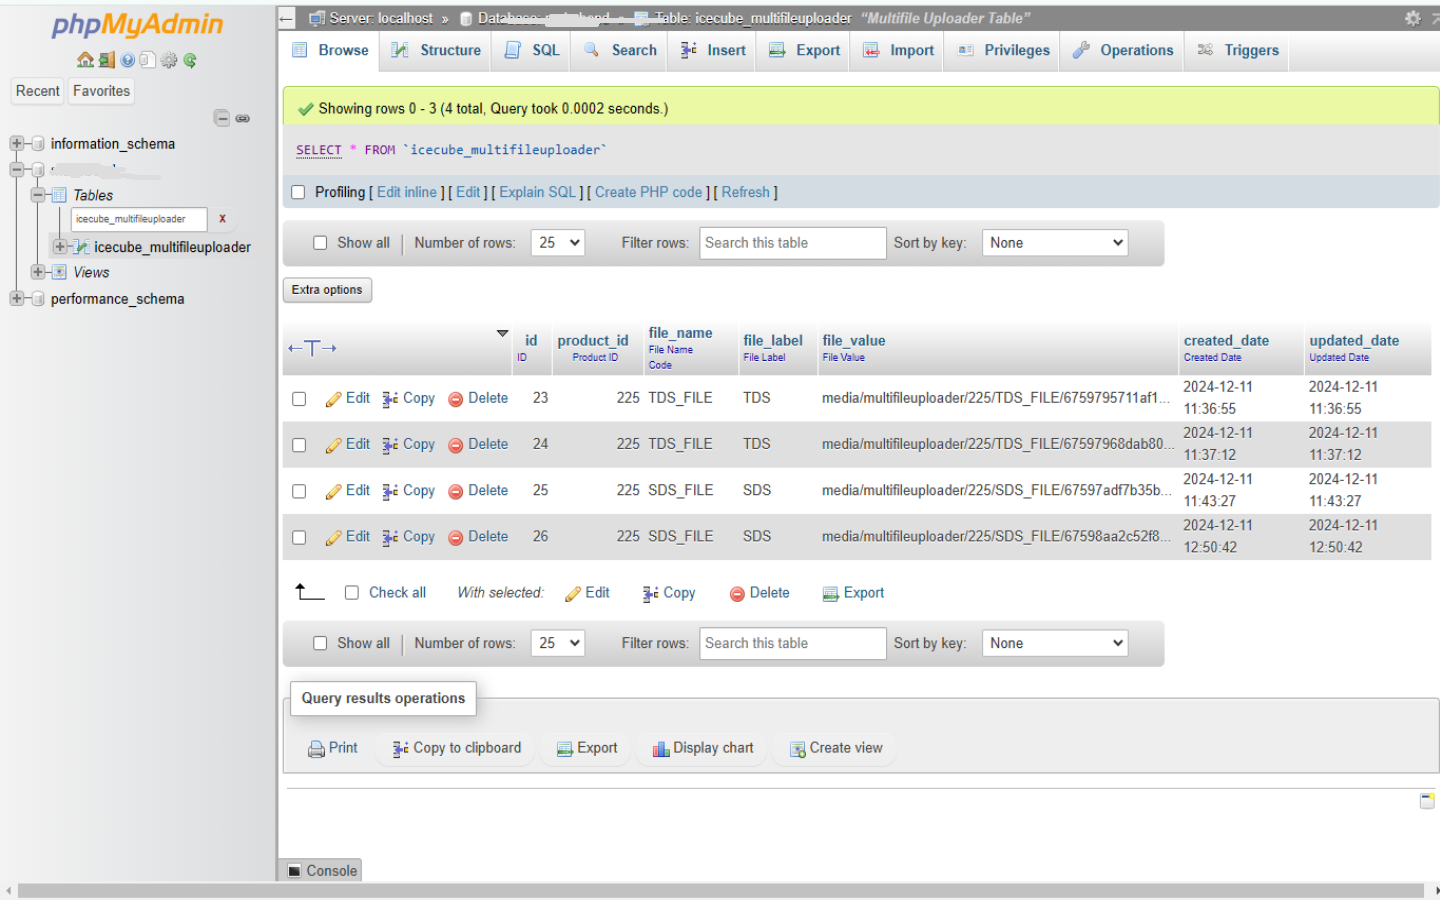 phpMyAdmin
Recent Favorites
information_schema
Tables
icecube_multifileuploader x
icecube_multifileuploader
Views
performance_schema
Server: localhost » Database: » Table: icecube_multifileuploader "Multifile Uploader Table"
Browse Structure SQL Search Insert Export Import Privileges Operations Triggers
Showing rows 0 - 3 (4 total, Query took 0.0002 seconds.)
SELECT * FROM `icecube_multifileuploader`
Profiling [ Edit inline ] [ Edit ] [ Explain SQL ] [ Create PHP code ] [ Refresh ]
Show all Number of rows: 25 Filter rows: Search this table Sort by key: None
Extra options
id product_id file_name file_label file_value created_date updated_date
ID Product ID File Name Code File Label File Value Created Date Updated Date
Edit Copy Delete 23 225 TDS_FILE TDS media/multifileuploader/225/TDS_FILE/6759795711af1... 2024-12-11 11:36:55 2024-12-11 11:36:55
Edit Copy Delete 24 225 TDS_FILE TDS media/multifileuploader/225/TDS_FILE/67597968dab80... 2024-12-11 11:37:12 2024-12-11 11:37:12
Edit Copy Delete 25 225 SDS_FILE SDS media/multifileuploader/225/SDS_FILE/67597adf7b35b... 2024-12-11 11:43:27 2024-12-11 11:43:27
Edit Copy Delete 26 225 SDS_FILE SDS media/multifileuploader/225/SDS_FILE/67598aa2c52f8... 2024-12-11 12:50:42 2024-12-11 12:50:42
Check all With selected: Edit Copy Delete Export
Show all Number of rows: 25 Filter rows: Search this table Sort by key: None
Query results operations
Print Copy to clipboard Export Display chart Create view
Console